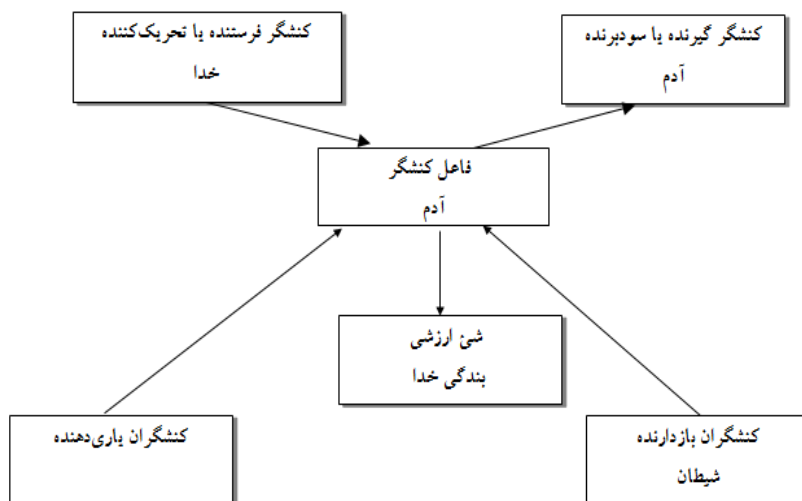 کنشگر گیرنده یا سودبرنده
آدم
کنشگر فرستنده یا تحریک‌کننده
خدا
فاعل کنشگر
آدم
شئ ارزشی
بندگی خدا
کنشگران بازدارنده
شیطان
کنشگران یاری‌دهنده